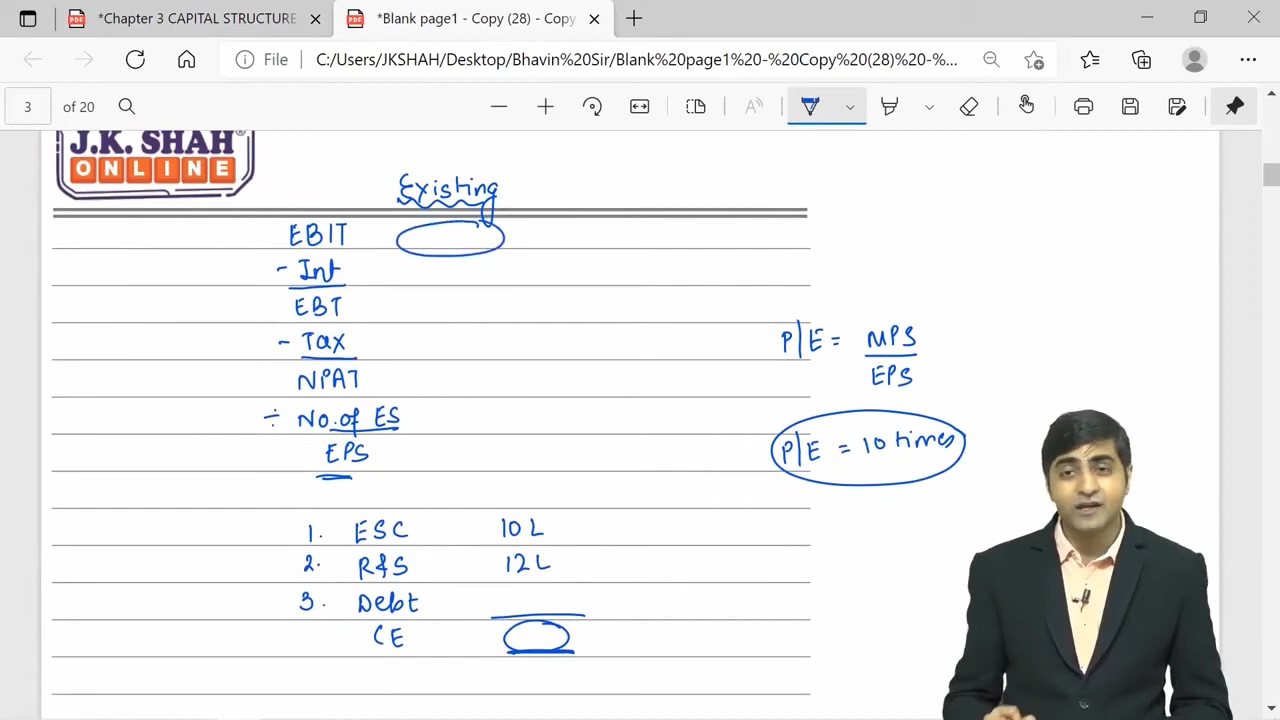 *Chapter 3 CAPITAL STRUCTURE
*Blank page1 - Copy (28) - Copy
File C:/Users/JKSHAH/Desktop/Bhavin%20Sir/Blank%20page1%20-%20Copy%20(28)%20-%...
3 of 20
J.K. SHAH®
ONLINE
Existing
EBIT
- Int
EBT
- Tax
NPAT
÷ No. of ES
EPS
P/E = MPS
EPS
P/E = 10 times
1. ESC 10 L
2. R&S 12 L
3. Debt
CE